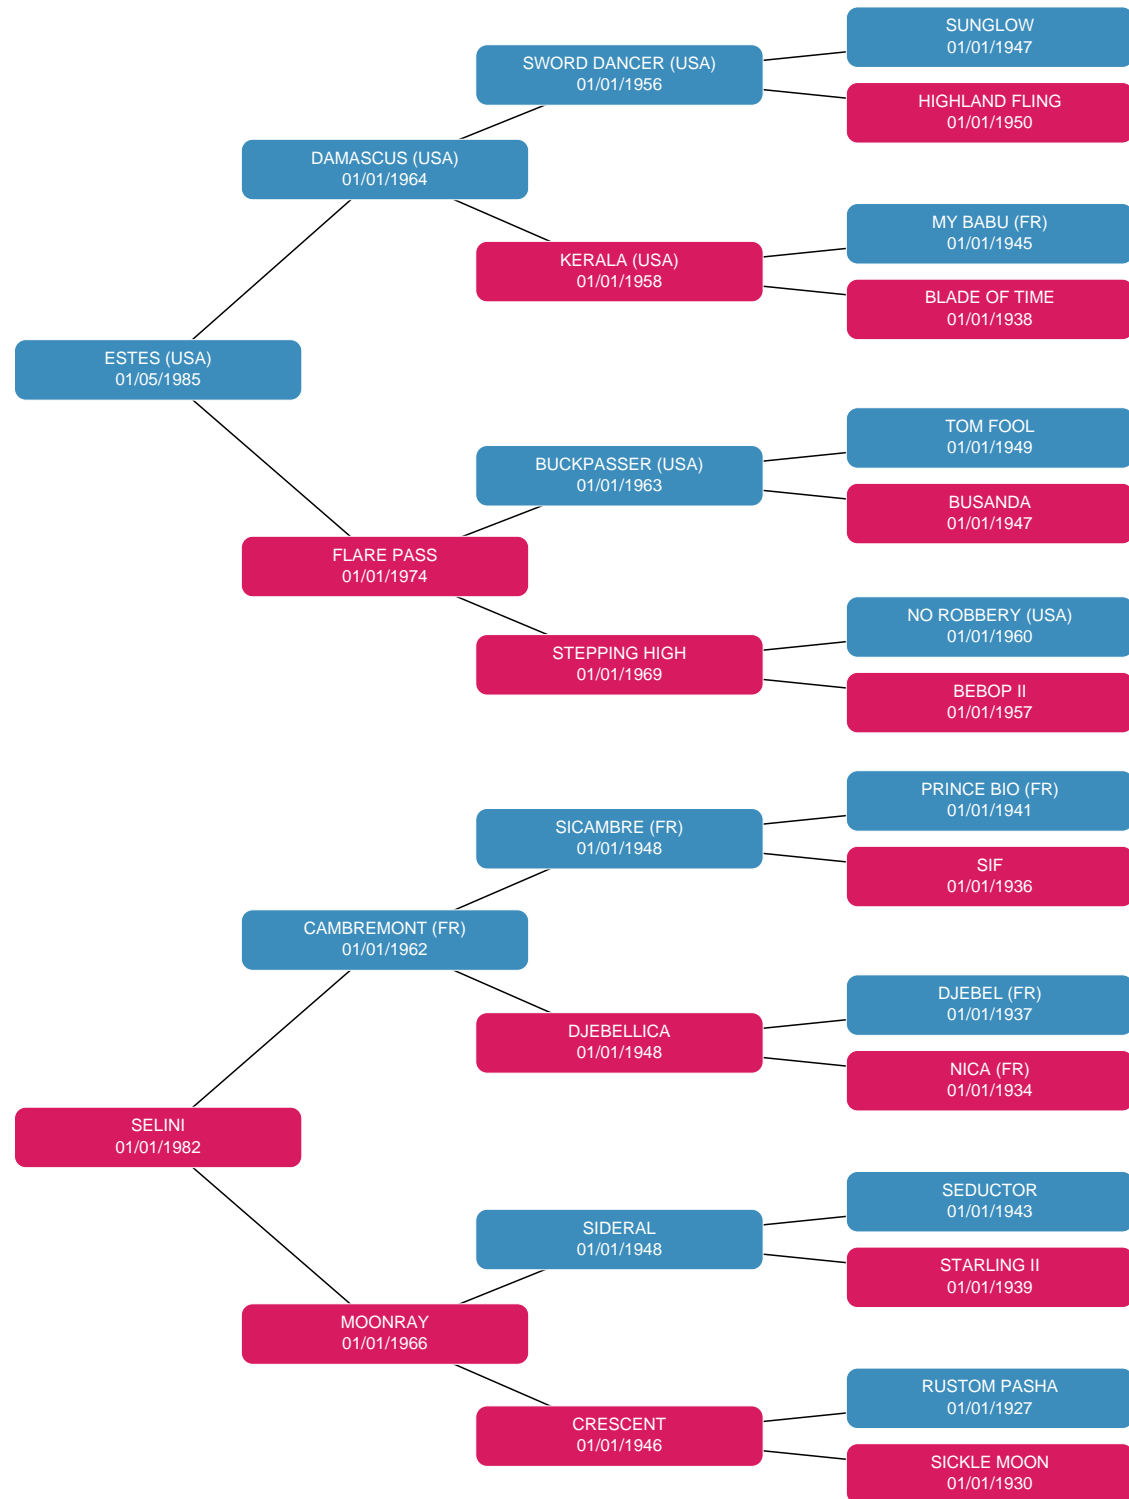 SUNGLOW
01/01/1947
SWORD DANCER (USA)
01/01/1956
HIGHLAND FLING
01/01/1950
DAMASCUS (USA)
01/01/1964
MY BABU (FR)
01/01/1945
KERALA (USA)
01/01/1958
BLADE OF TIME
01/01/1938
ESTES (USA)
01/05/1985
TOM FOOL
01/01/1949
BUCKPASSER (USA)
01/01/1963
BUSANDA
01/01/1947
FLARE PASS
01/01/1974
NO ROBBERY (USA)
01/01/1960
STEPPING HIGH
01/01/1969
BEBOP II
01/01/1957
PRINCE BIO (FR)
01/01/1941
SICAMBRE (FR)
01/01/1948
SIF
01/01/1936
CAMBREMONT (FR)
01/01/1962
DJEBEL (FR)
01/01/1937
DJEBELLICA
01/01/1948
NICA (FR)
01/01/1934
SELINI
01/01/1982
SEDUCTOR
01/01/1943
SIDERAL
01/01/1948
STARLING II
01/01/1939
MOONRAY
01/01/1966
RUSTOM PASHA
01/01/1927
CRESCENT
01/01/1946
SICKLE MOON
01/01/1930